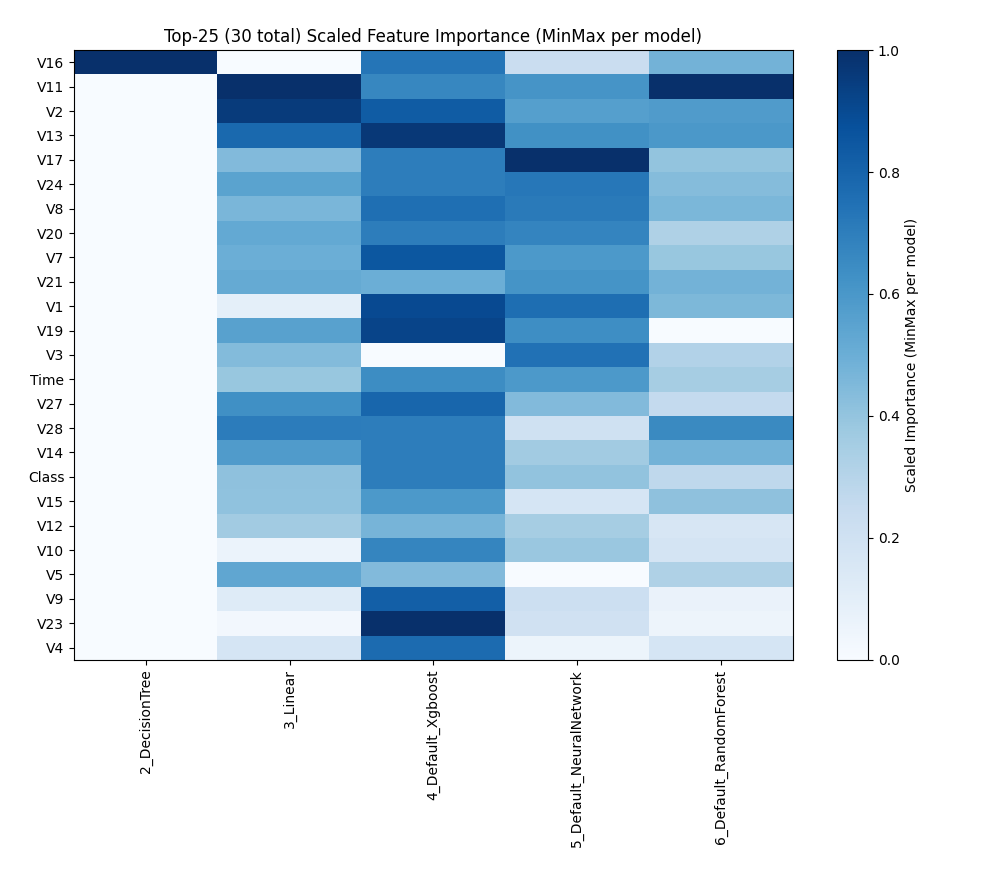 Top-25 (30 total) Scaled Feature Importance (MinMax per model)
V16
V11
V2
V13
V17
V24
V8
V20
V7
V21
V1
V19
V3
Time
V27
V28
V14
Class
V15
V12
V10
V5
V9
V23
V4
2_DecisionTree
3_Linear
4_Default_Xgboost
5_Default_NeuralNetwork
6_Default_RandomForest
1.0
0.8
0.6
0.4
0.2
0.0
Scaled Importance (MinMax per model)